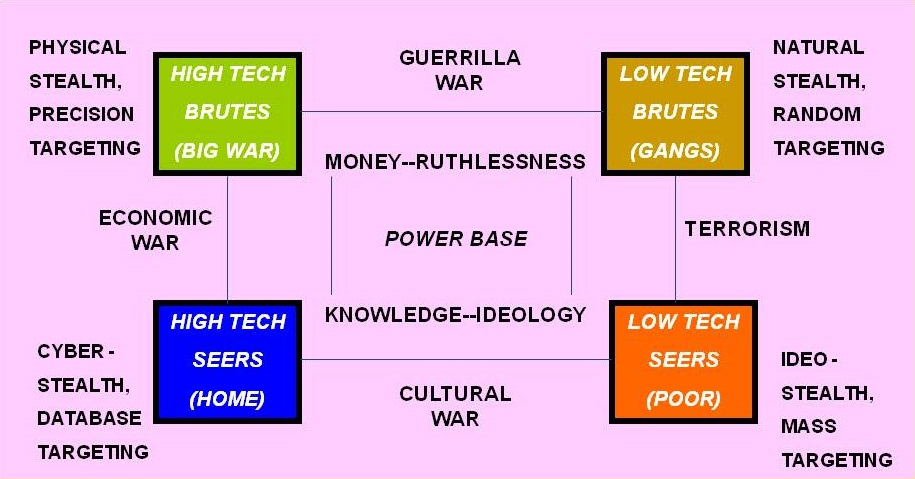 PHYSICAL
STEALTH,
PRECISION
TARGETING
HIGH TECH
BRUTES
(BIG WAR)
GUERRILLA
WAR
LOW TECH
BRUTES
(GANGS)
NATURAL
STEALTH,
RANDOM
TARGETING
MONEY--RUTHLESSNESS
ECONOMIC
WAR
POWER BASE
TERRORISM
KNOWLEDGE--IDEOLOGY
CYBER -
STEALTH,
DATABASE
TARGETING
HIGH TECH
SEERS
(HOME)
CULTURAL
WAR
LOW TECH
SEERS
(POOR)
IDEO -
STEALTH,
MASS
TARGETING